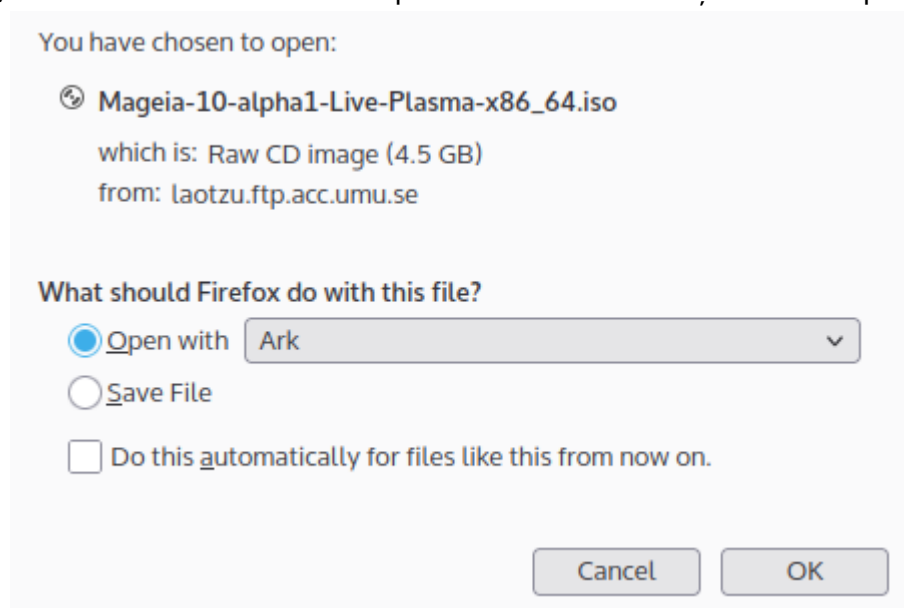 You have chosen to open:
Mageia-10-alpha1-Live-Plasma-x86_64.iso
which is: Raw CD image (4.5 GB)
from: laotzu.ftp.acc.umu.se
What should Firefox do with this file?
Open with Ark
Save File
Do this automatically for files like this from now on.
Cancel OK